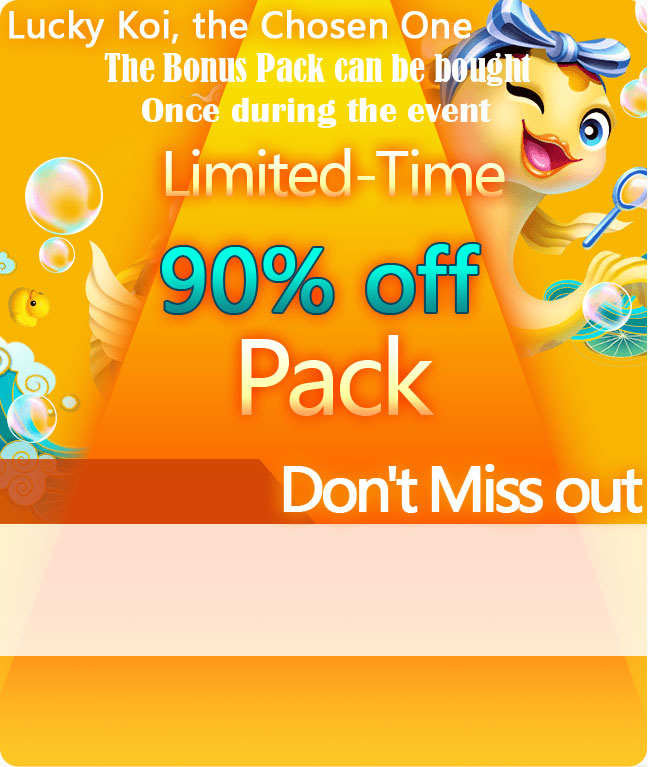 Lucky Koi, the Chosen One
The Bonus Pack can be bought
Once during the event
Limited-Time
90% off
Pack
Don't Miss out